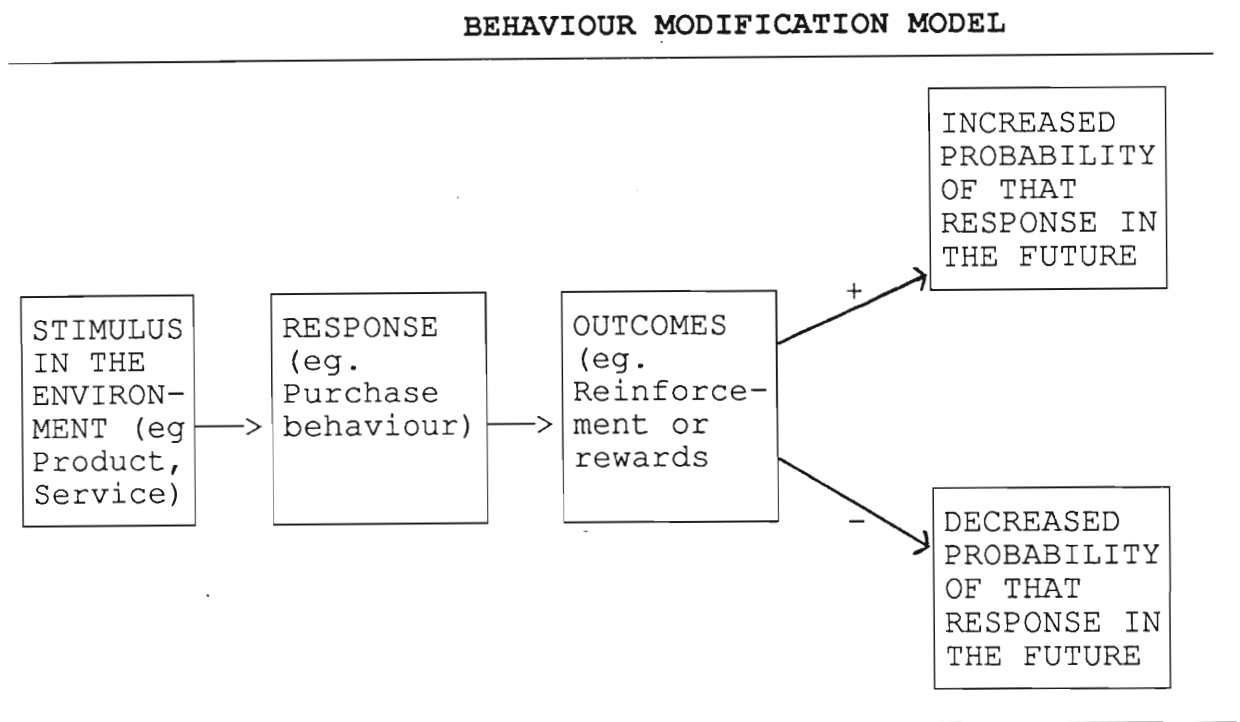 BEHAVIOUR MODIFICATION MODEL
STIMULUS
IN THE
ENVIRON-
MENT (eg
Product,
Service)
RESPONSE
(eg.
Purchase
behaviour)
OUTCOMES
(eg.
Reinforce-
ment or
rewards
+
INCREASED
PROBABILITY
OF THAT
RESPONSE IN
THE FUTURE
-
DECREASED
PROBABILITY
OF THAT
RESPONSE IN
THE FUTURE